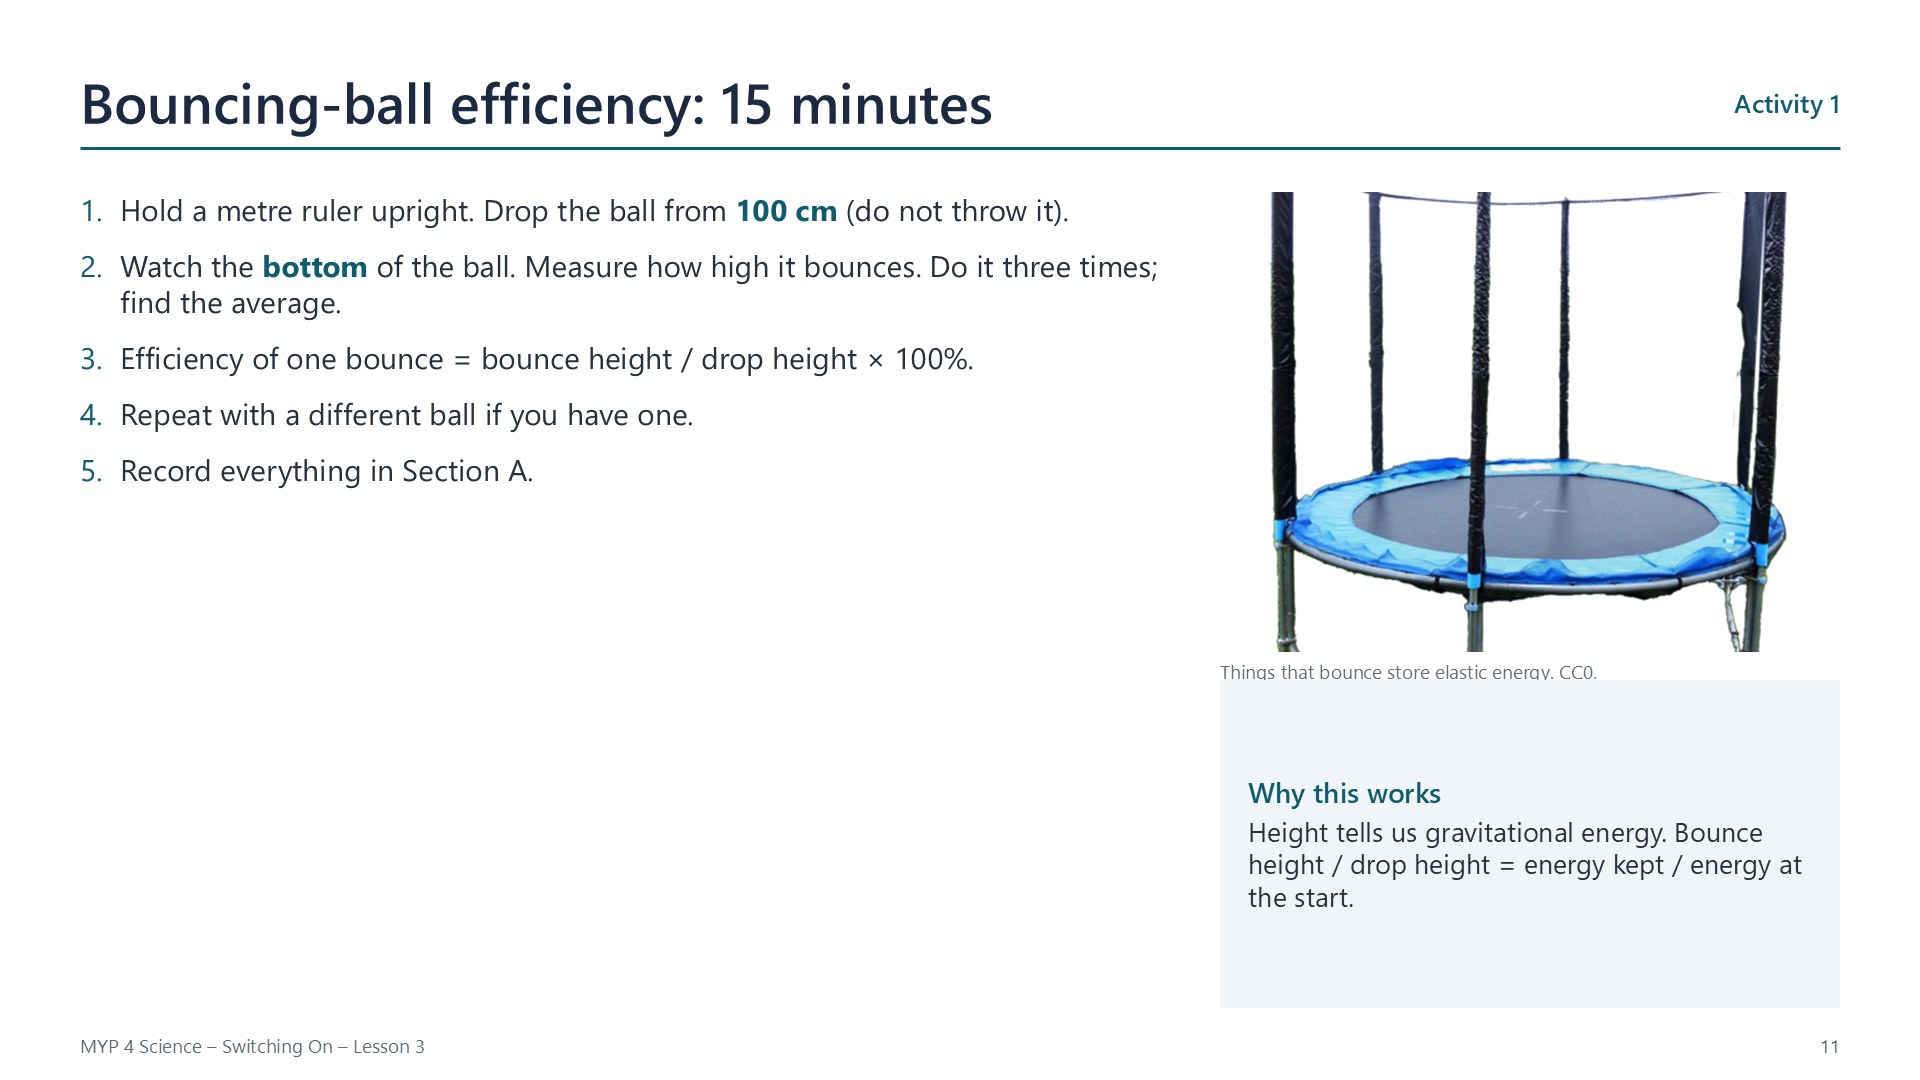 Bouncing-ball efficiency: 15 minutes
Activity 1
1. Hold a metre ruler upright. Drop the ball from 100 cm (do not throw it).
2. Watch the bottom of the ball. Measure how high it bounces. Do it three times;
find the average.
3. Efficiency of one bounce = bounce height / drop height × 100%.
4. Repeat with a different ball if you have one.
5. Record everything in Section A.
Things that bounce store elastic energy. CC0.
Why this works
Height tells us gravitational energy. Bounce
height / drop height = energy kept / energy at
the start.
MYP 4 Science – Switching On – Lesson 3
11